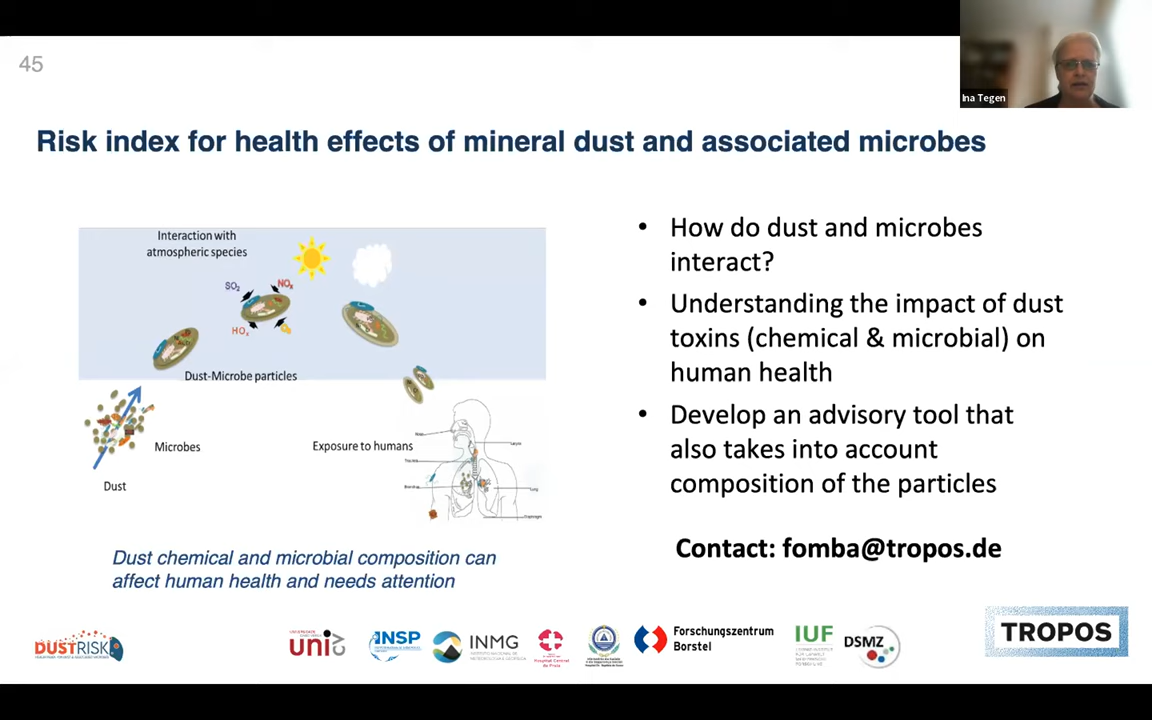 45
Ina Tegen
Risk index for health effects of mineral dust and associated microbes
Interaction with
atmospheric species
SO2
NOx
HOx
Dust-Microbe particles
Microbes
Dust
Exposure to humans
• How do dust and microbes
interact?
• Understanding the impact of dust
toxins (chemical & microbial) on
human health
• Develop an advisory tool that
also takes into account
composition of the particles
Contact: fomba@tropos.de
Dust chemical and microbial composition can
affect human health and needs attention
DUSTRISK
INSP
INMG
Forschungszentrum
Borstel
IUF
DSMZ
TROPOS